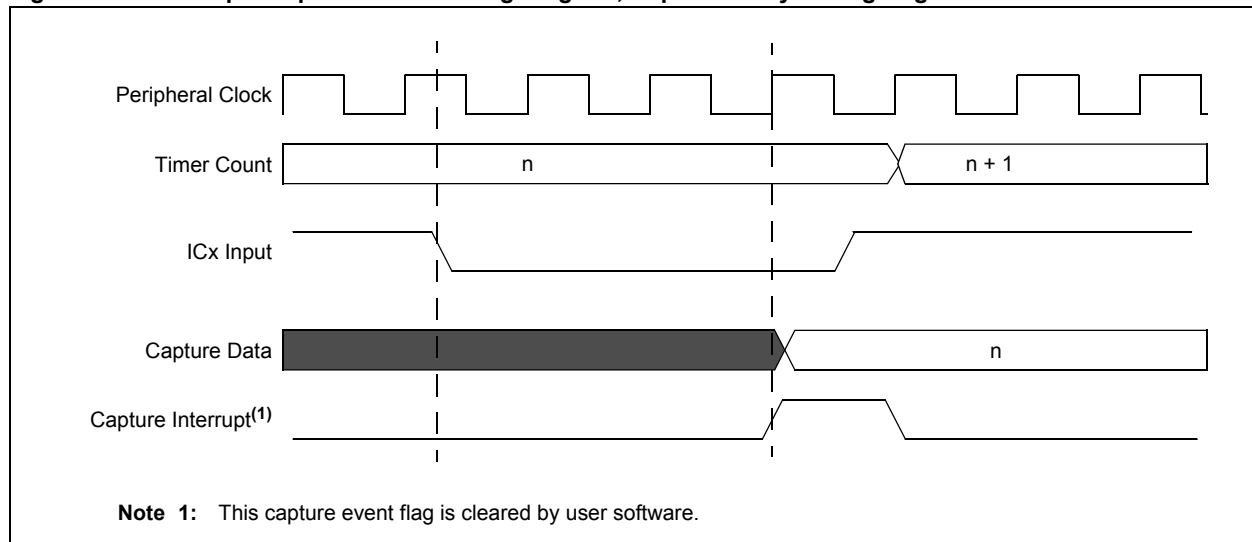 Peripheral Clock
Timer Count
n
n + 1
ICx Input
Capture Data
n
Capture Interrupt(1)
Note 1: This capture event flag is cleared by user software.